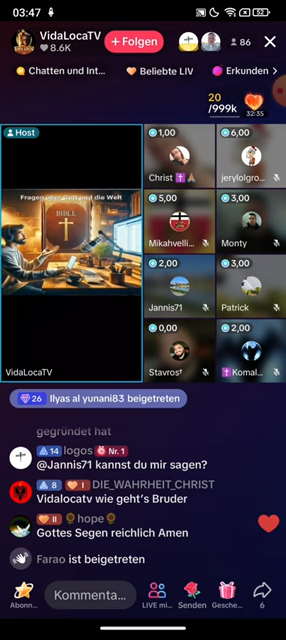 03:47
52
VidaLocaTV
8.6K
+ Folgen
86
Chatten und Int...
Beliebte LIV
Erkunden
20
/999k
32:35
Host
Fragen über Gott und die Welt
BIBLE
VidaLocaTV
1,00
Christ ✝️🙏🏽
6,00
jerylolgro...
5,00
Mikahvelli...
3,00
Monty
2,00
Jannis71
3,00
Patrick
0,00
Stavros†
2,00
✝️Komal...
26 Ilyas al yunani83 beigetreten
gegründet hat
14 logos Nr. 1
@Jannis71 kannst du mir sagen?
8 I DIE_WAHRHEIT_CHRIST
Vidalocatv wie geht's Bruder
II 🌻hope🌻
Gottes Segen reichlich Amen
Farao ist beigetreten
Abonn...
Kommenta...
LIVE mi...
Senden
Gesche...
6